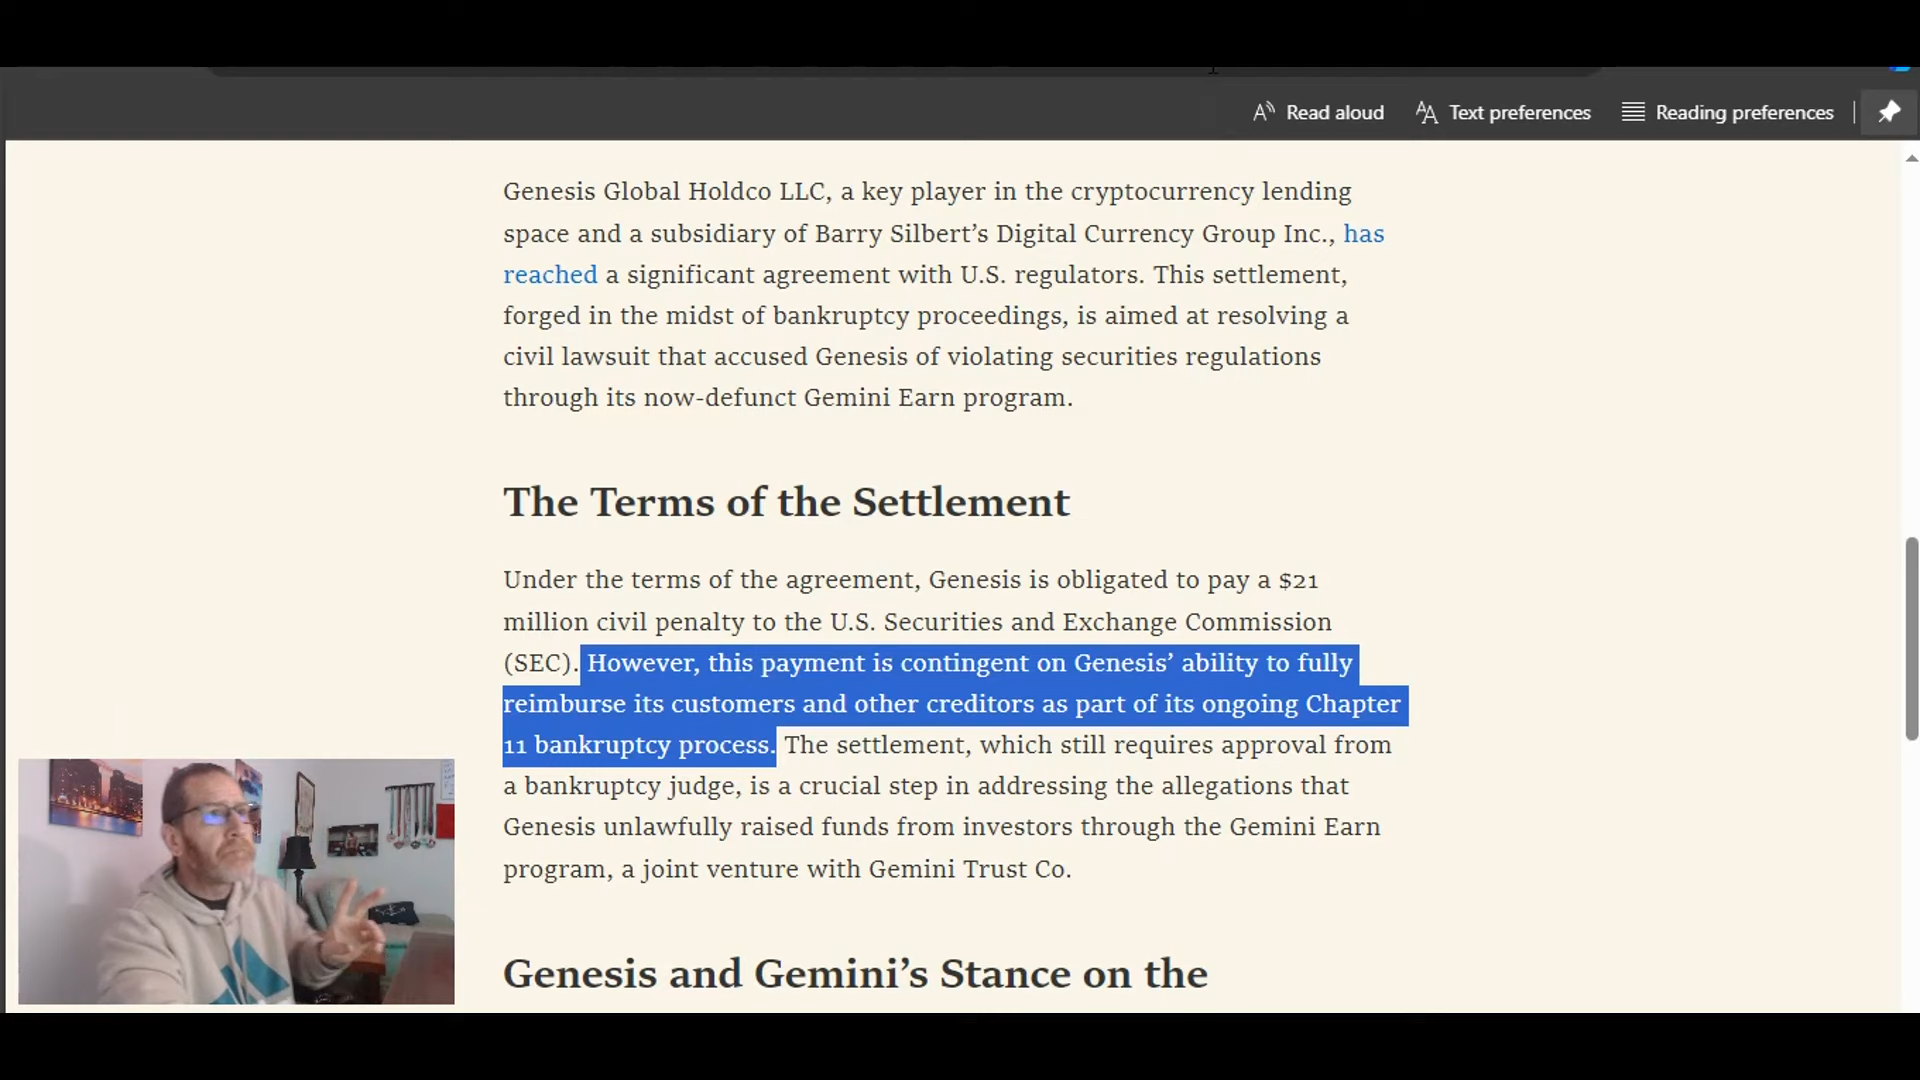 Read aloud
Text preferences
Reading preferences
Genesis Global Holdco LLC, a key player in the cryptocurrency lending
space and a subsidiary of Barry Silbert’s Digital Currency Group Inc., has
reached a significant agreement with U.S. regulators. This settlement,
forged in the midst of bankruptcy proceedings, is aimed at resolving a
civil lawsuit that accused Genesis of violating securities regulations
through its now-defunct Gemini Earn program.
The Terms of the Settlement
Under the terms of the agreement, Genesis is obligated to pay a $21
million civil penalty to the U.S. Securities and Exchange Commission
(SEC). However, this payment is contingent on Genesis’ ability to fully
reimburse its customers and other creditors as part of its ongoing Chapter
11 bankruptcy process. The settlement, which still requires approval from
a bankruptcy judge, is a crucial step in addressing the allegations that
Genesis unlawfully raised funds from investors through the Gemini Earn
program, a joint venture with Gemini Trust Co.
Genesis and Gemini’s Stance on the